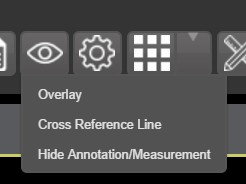 Overlay
Cross Reference Line
Hide Annotation/Measurement